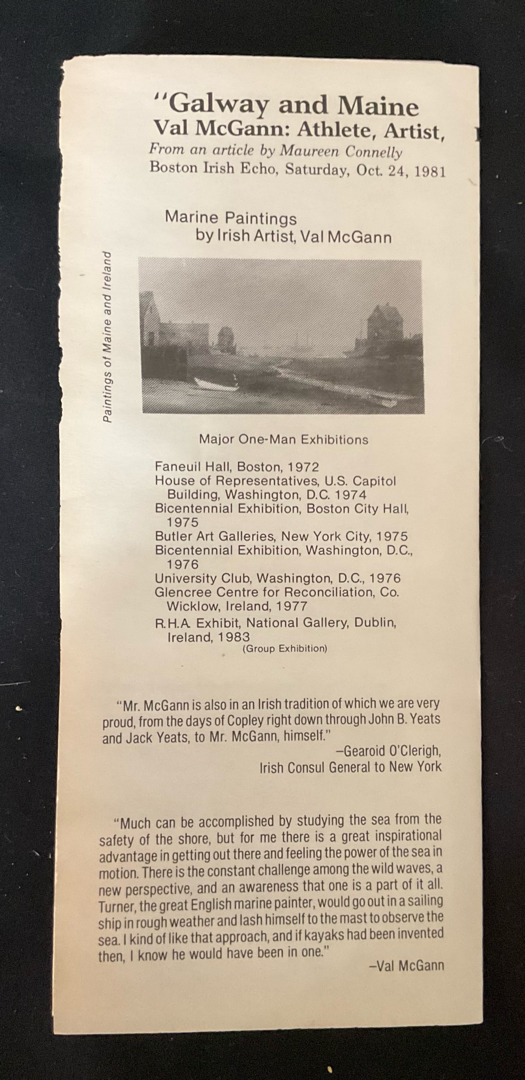 "Galway and Maine
Val McGann: Athlete, Artist,
From an article by Maureen Connelly
Boston Irish Echo, Saturday, Oct. 24, 1981
Marine Paintings
by Irish Artist, Val McGann
Paintings of Maine and Ireland
Major One-Man Exhibitions
Faneuil Hall, Boston, 1972
House of Representatives, U.S. Capitol
Building, Washington, D.C. 1974
Bicentennial Exhibition, Boston City Hall,
1975
Butler Art Galleries, New York City, 1975
Bicentennial Exhibition, Washington, D.C.,
1976
University Club, Washington, D.C., 1976
Glencree Centre for Reconciliation, Co.
Wicklow, Ireland, 1977
R.H.A. Exhibit, National Gallery, Dublin,
Ireland, 1983
(Group Exhibition)
"Mr. McGann is also in an Irish tradition of which we are very
proud, from the days of Copley right down through John B. Yeats
and Jack Yeats, to Mr. McGann, himself."
–Gearoid O'Clerigh,
Irish Consul General to New York
"Much can be accomplished by studying the sea from the
safety of the shore, but for me there is a great inspirational
advantage in getting out there and feeling the power of the sea in
motion. There is the constant challenge among the wild waves, a
new perspective, and an awareness that one is a part of it all.
Turner, the great English marine painter, would go out in a sailing
ship in rough weather and lash himself to the mast to observe the
sea. I kind of like that approach, and if kayaks had been invented
then, I know he would have been in one."
–Val McGann